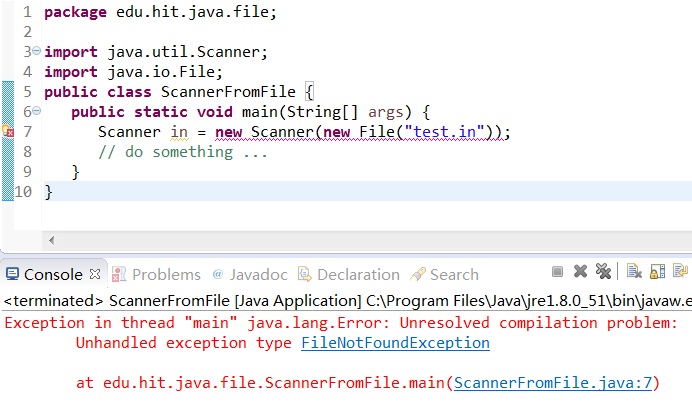 1 package edu.hit.java.file;
2
3 import java.util.Scanner;
4 import java.io.File;
5 public class ScannerFromFile {
6 public static void main(String[] args) {
7 Scanner in = new Scanner(new File("test.in"));
8 // do something ...
9 }
10 }
Console Problems @ Javadoc Declaration Search
<terminated> ScannerFromFile [Java Application] C:\Program Files\Java\jre1.8.0_51\bin\javaw.e
Exception in thread "main" java.lang.Error: Unresolved compilation problem:
Unhandled exception type FileNotFoundException
at edu.hit.java.file.ScannerFromFile.main(ScannerFromFile.java:7)